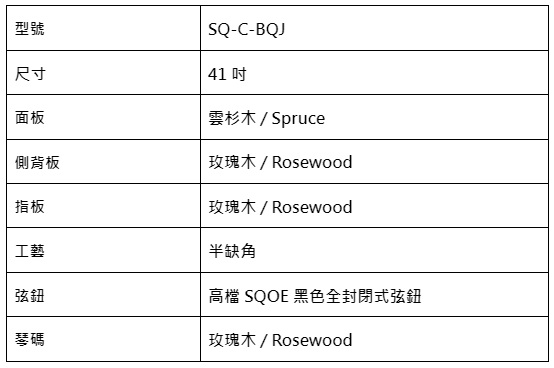 型號 SQ-C-BQJ
尺寸 41 吋
面板 雲杉木 / Spruce
側背板 玫瑰木 / Rosewood
指板 玫瑰木 / Rosewood
工藝 半缺角
弦鈕 高檔 SQOE 黑色全封閉式弦鈕
琴碼 玫瑰木 / Rosewood